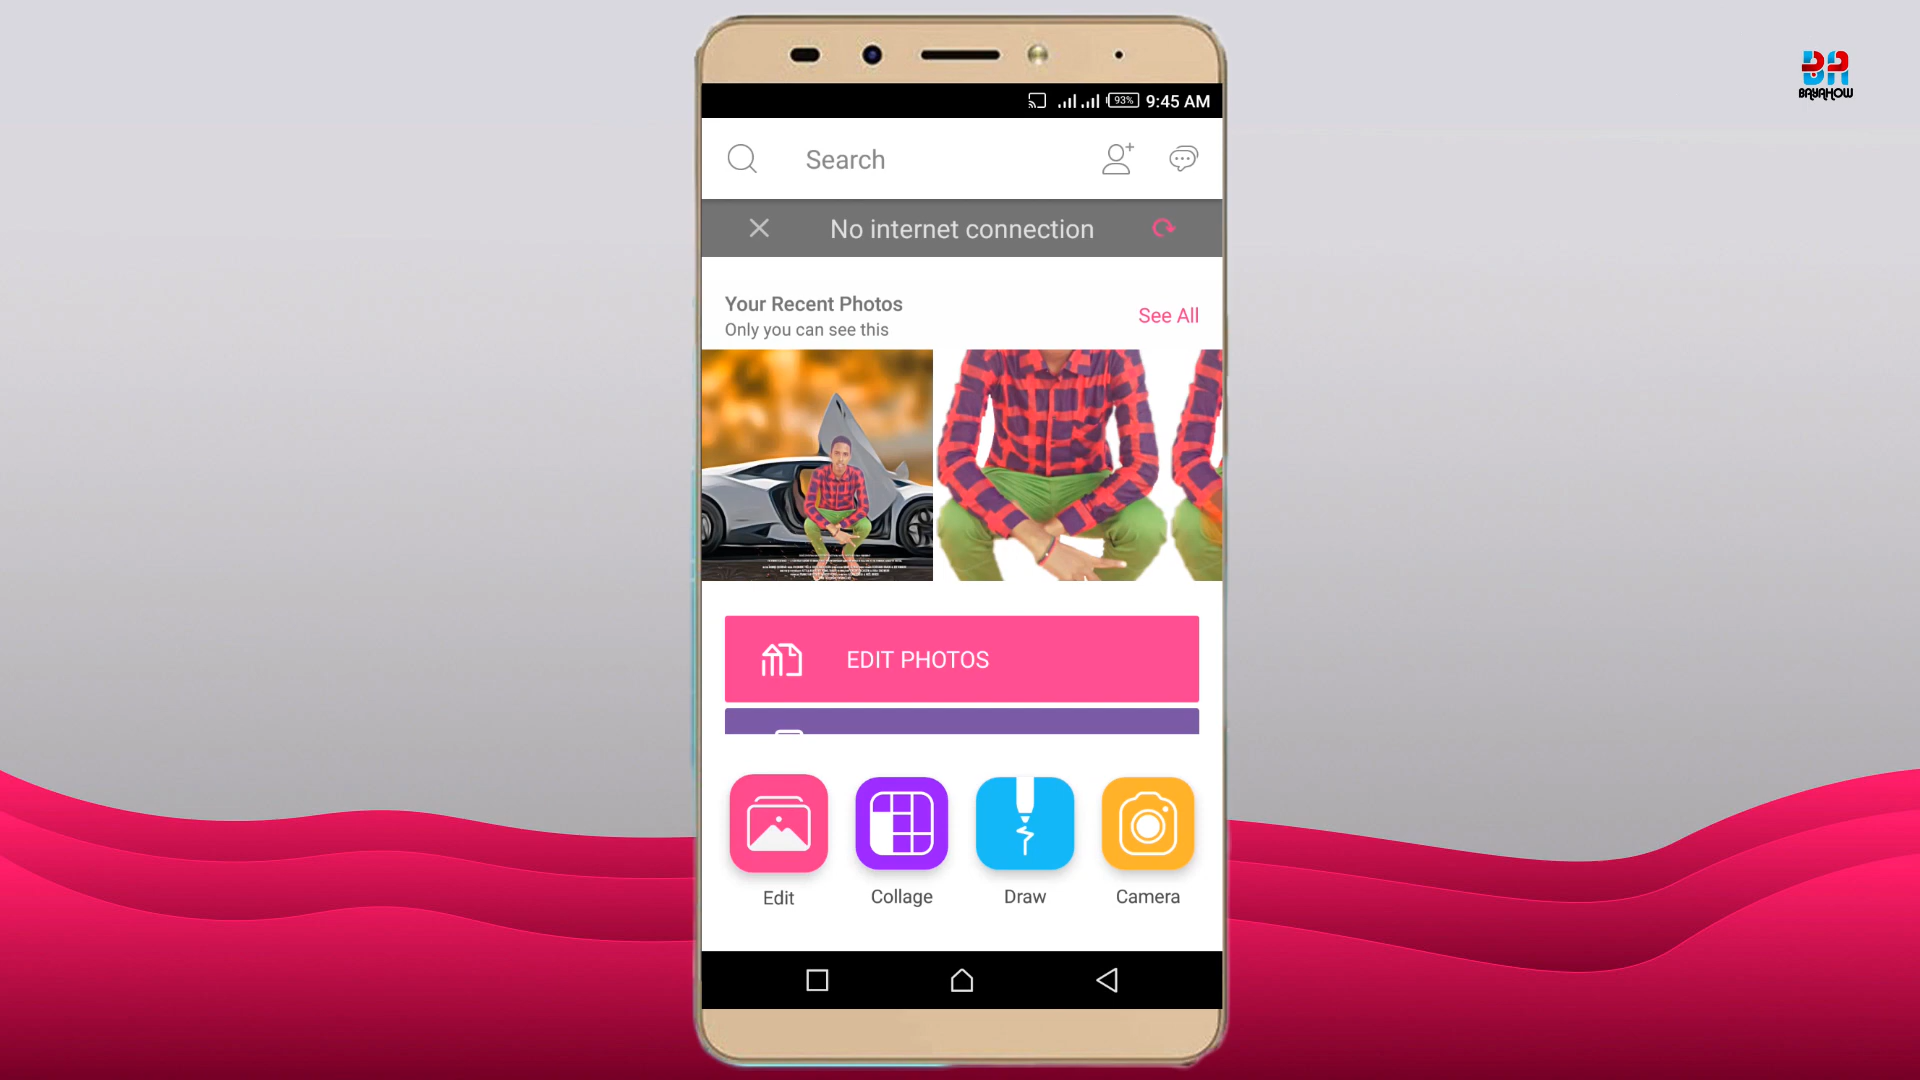 BA
BAYAHOW
93% 9:45 AM
Search
No internet connection
Your Recent Photos
Only you can see this
See All
EDIT PHOTOS
Edit
Collage
Draw
Camera